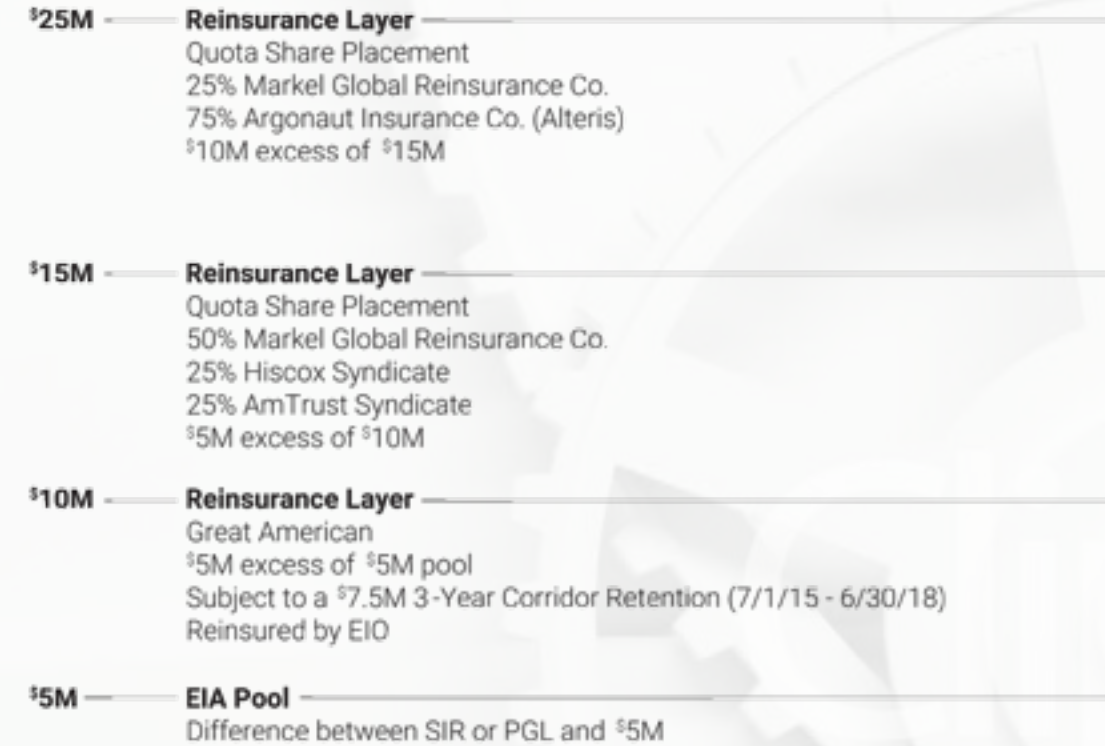 $25M Reinsurance Layer
Quota Share Placement
25% Markel Global Reinsurance Co.
75% Argonaut Insurance Co. (Alteris)
$10M excess of $15M
$15M Reinsurance Layer
Quota Share Placement
50% Markel Global Reinsurance Co.
25% Hiscox Syndicate
25% AmTrust Syndicate
$5M excess of $10M
$10M Reinsurance Layer
Great American
$5M excess of $5M pool
Subject to a $7.5M 3-Year Corridor Retention (7/1/15 - 6/30/18)
Reinsured by EIO
$5M EIA Pool
Difference between SIR or PGL and $5M